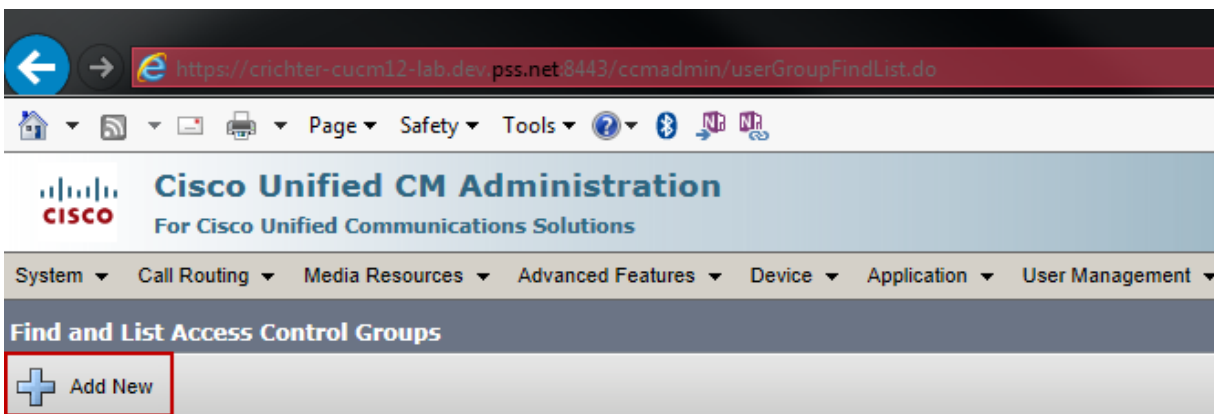 https://crichter-cucm12-lab.dev.pss.net:8443/ccmadmin/userGroupFindList.do
Page Safety Tools
CISCO
Cisco Unified CM Administration
For Cisco Unified Communications Solutions
System Call Routing Media Resources Advanced Features Device Application User Management
Find and List Access Control Groups
Add New